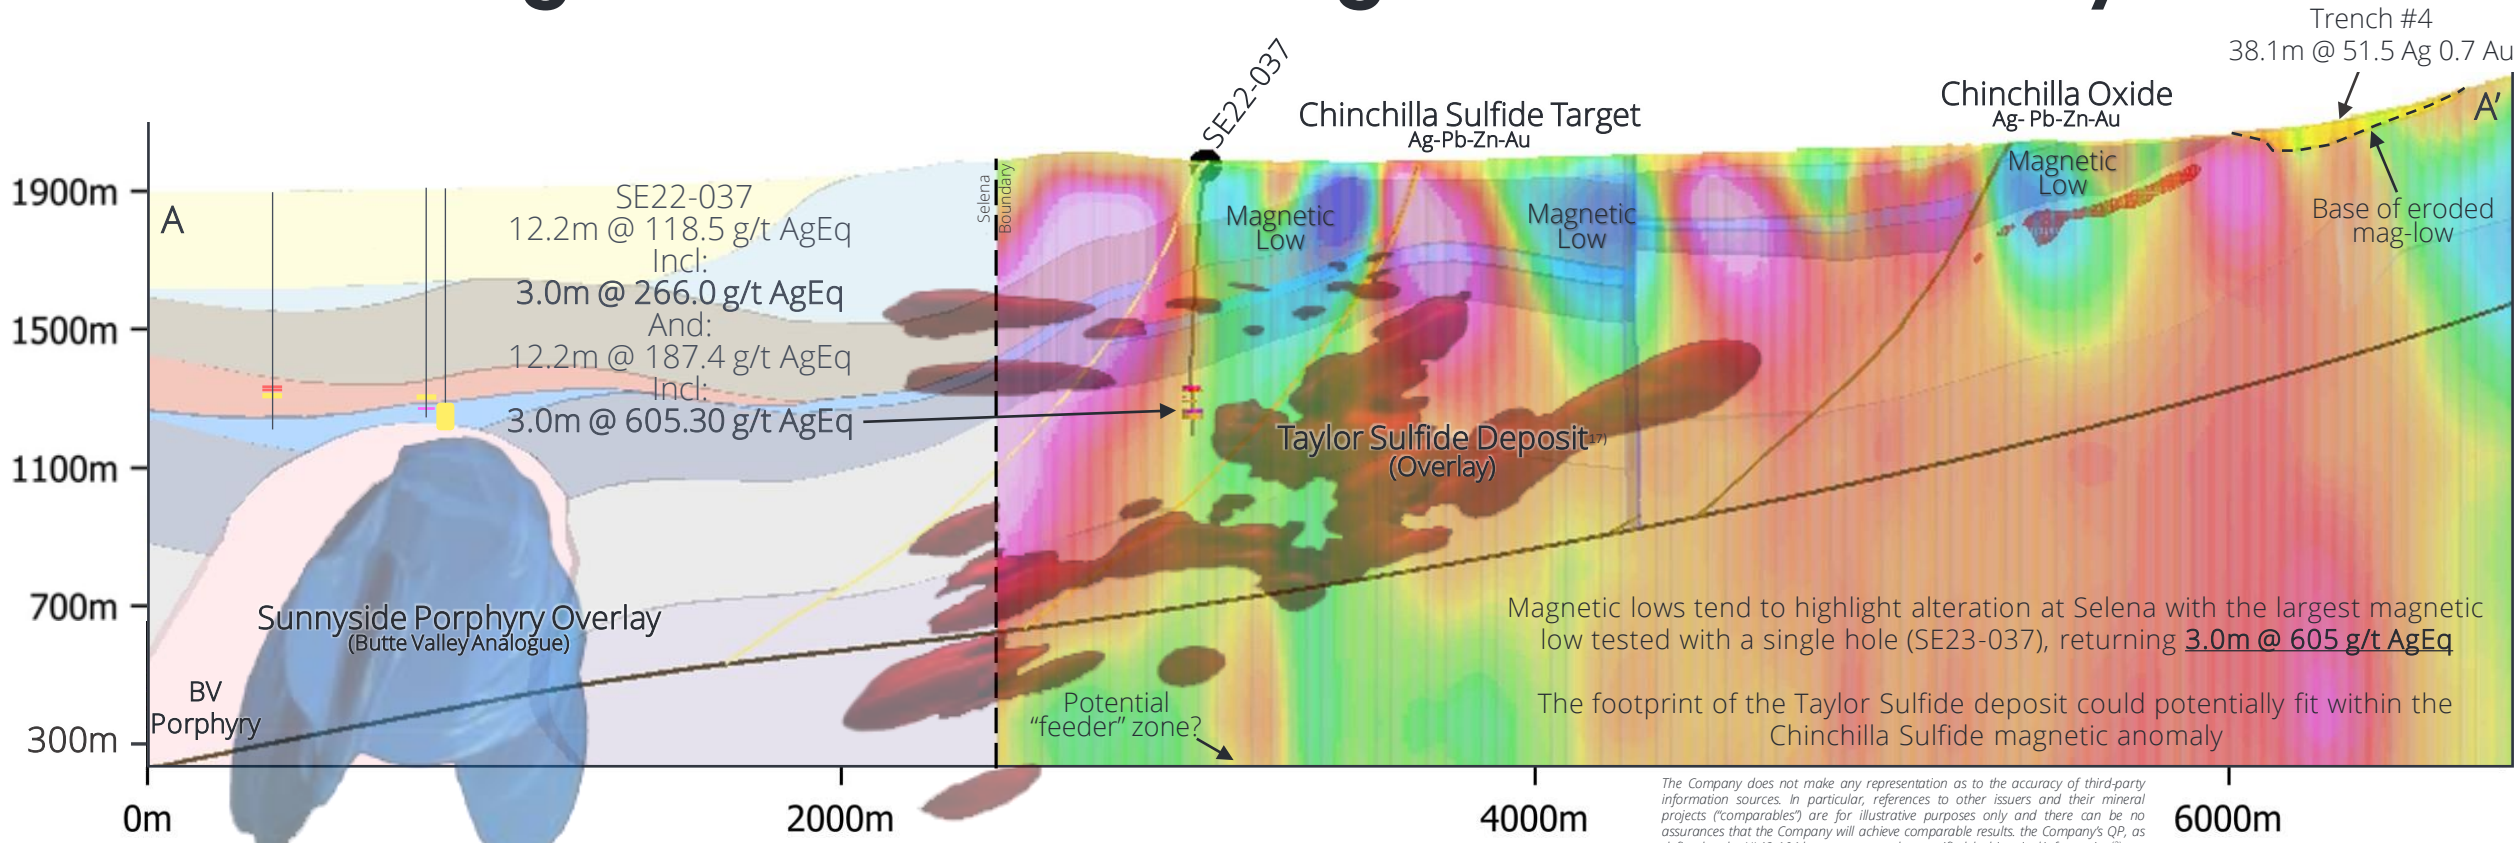 Trench #4
38.1m @ 51.5 Ag 0.7 Au
SE22-037
Chinchilla Sulfide Target
Ag-Pb-Zn-Au
Chinchilla Oxide
Ag- Pb-Zn-Au
A
A'
Selena
Boundary
Magnetic
Low
Magnetic
Low
Magnetic
Low
Base of eroded
mag-low
SE22-037
12.2m @ 118.5 g/t AgEq
Incl:
3.0m @ 266.0 g/t AgEq
And:
12.2m @ 187.4 g/t AgEq
Incl:
3.0m @ 605.30 g/t AgEq
1900m
1500m
1100m
700m
300m
Taylor Sulfide Deposit17)
(Overlay)
Sunnyside Porphyry Overlay
(Butte Valley Analogue)
BV
Porphyry
Potential
“feeder” zone?
Magnetic lows tend to highlight alteration at Selena with the largest magnetic
low tested with a single hole (SE23-037), returning 3.0m @ 605 g/t AgEq
The footprint of the Taylor Sulfide deposit could potentially fit within the
Chinchilla Sulfide magnetic anomaly
0m
2000m
4000m
6000m
The Company does not make any representation as to the accuracy of third-party
information sources. In particular, references to other issuers and their mineral
projects (“comparables”) are for illustrative purposes only and there can be no
assurances that the Company will achieve comparable results. the Company’s QP, as